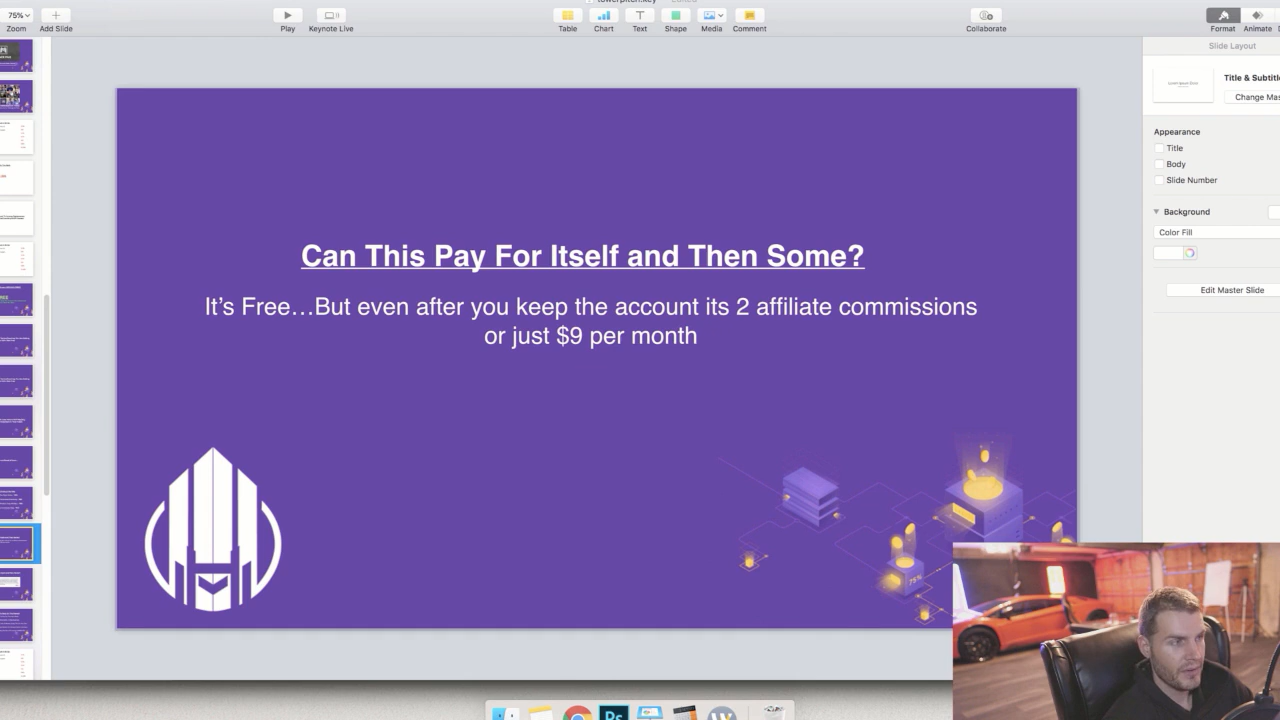 75%
Zoom
Add Slide
Play
Keynote Live
Table
Chart
Text
Shape
Media
Comment
Collaborate
Format
Animate
Slide Layout
Title & Subtitle
Change Mas
Appearance
Title
Body
Slide Number
Background
Color Fill
Edit Master Slide
Can This Pay For Itself and Then Some?
It's Free…But even after you keep the account its 2 affiliate commissions
or just $9 per month
75%
Ps